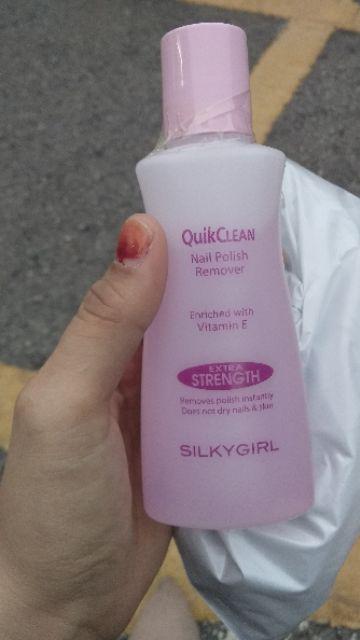 QuikCLEAN
Nail Polish
Remover
Enriched with
Vitamin E
EXTRA
STRENGTH
Removes polish instantly
Does not dry nails & skin
SILKYGIRL